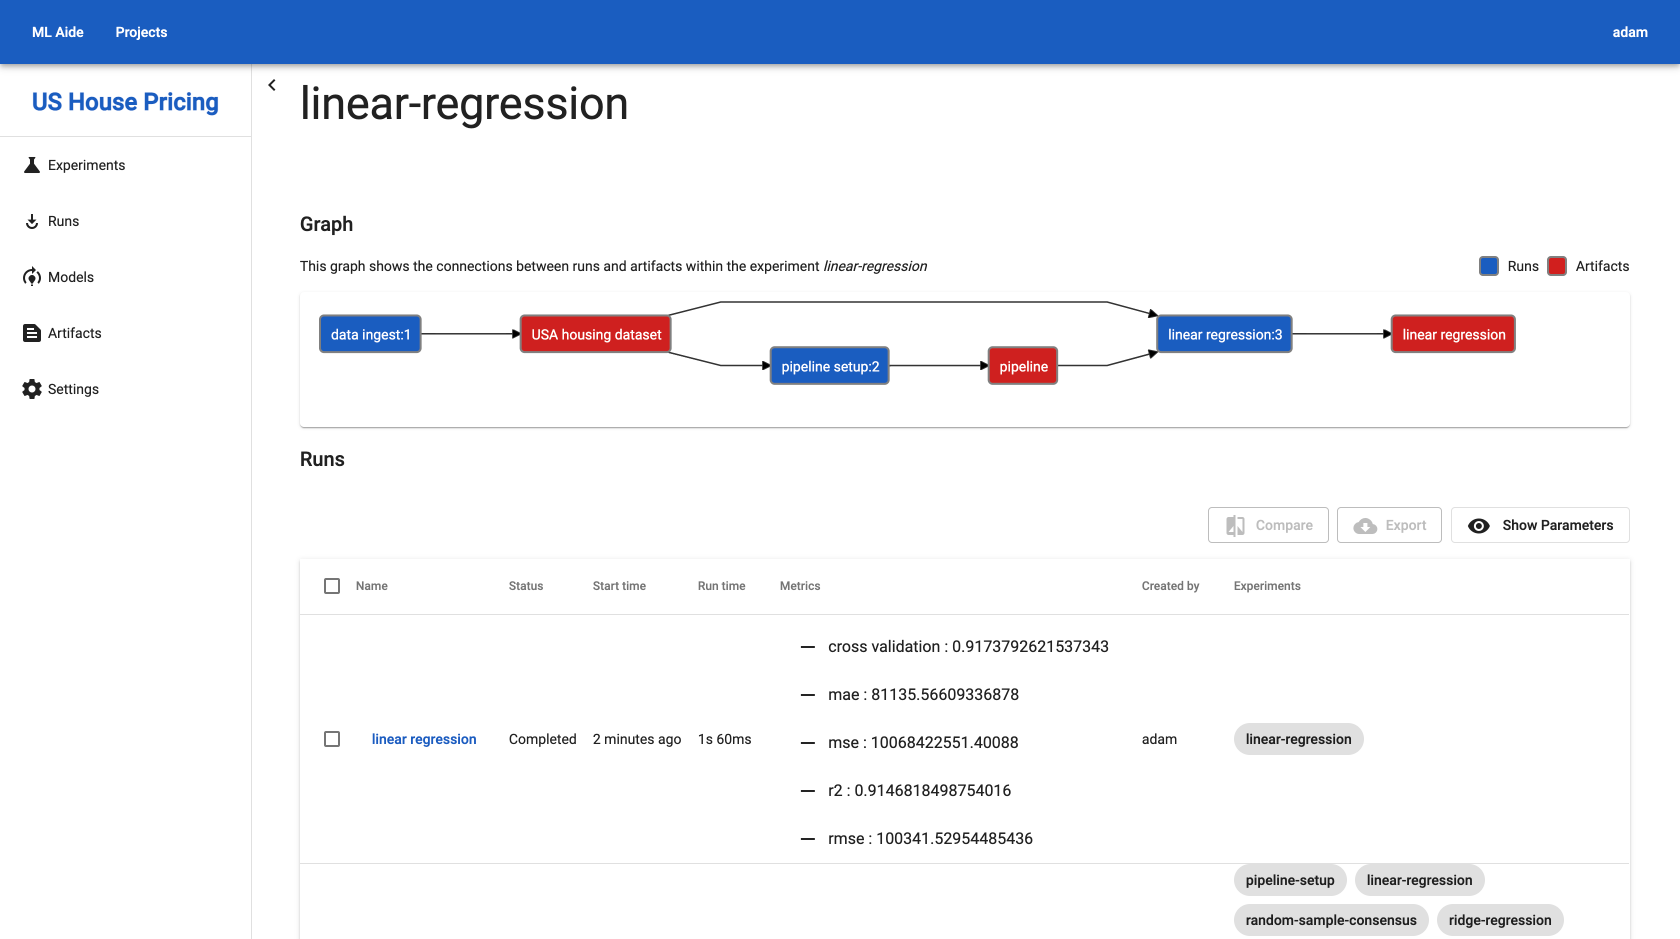 ML Aide Projects adam
US House Pricing
Experiments
Runs
Models
Artifacts
Settings
linear-regression
Graph
This graph shows the connections between runs and artifacts within the experiment linear-regression
Runs Artifacts
data ingest:1 USA housing dataset linear regression:3 linear regression
pipeline setup:2 pipeline
Runs
Compare Export Show Parameters
Name Status Start time Run time Metrics Created by Experiments
cross validation : 0.9173792621537343
mae : 81135.56609336878
linear regression Completed 2 minutes ago 1s 60ms mse : 10068422551.40088 adam linear-regression
r2 : 0.9146818498754016
rmse : 100341.52954485436
pipeline-setup linear-regression
random-sample-consensus ridge-regression